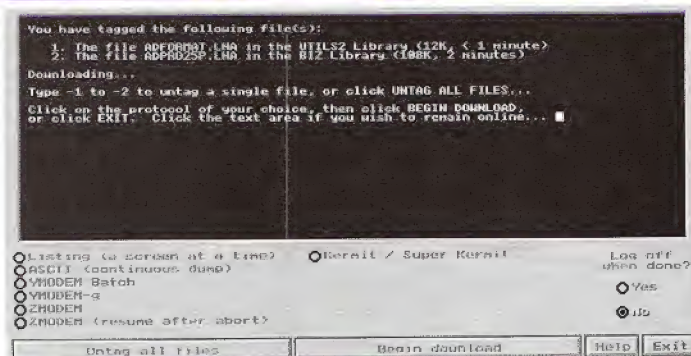 You have tagged the following file(s):
1. The file ADFORMAT.LHA in the UTILS2 Library (12K, < 1 minute)
2: The file ADPRO25P.LHA in the BIZ Library (108K, 2 minutes)
Downloading...
Type -1 to -2 to untag a single file, or click UNTAG ALL FILES...
Click on the protocol of your choice, then click BEGIN DOWNLOAD,
or click EXIT. Click the text area if you wish to remain online...
Listing (a screen at a time)
ASCII (continuous dump)
YMODEM Batch
YMODEM-g
ZMODEM
ZMODEM (resume after abort)
Kermit / Super Kermit
Log off
when done?
Yes
No
Untag all files
Begin download
Help
Exit